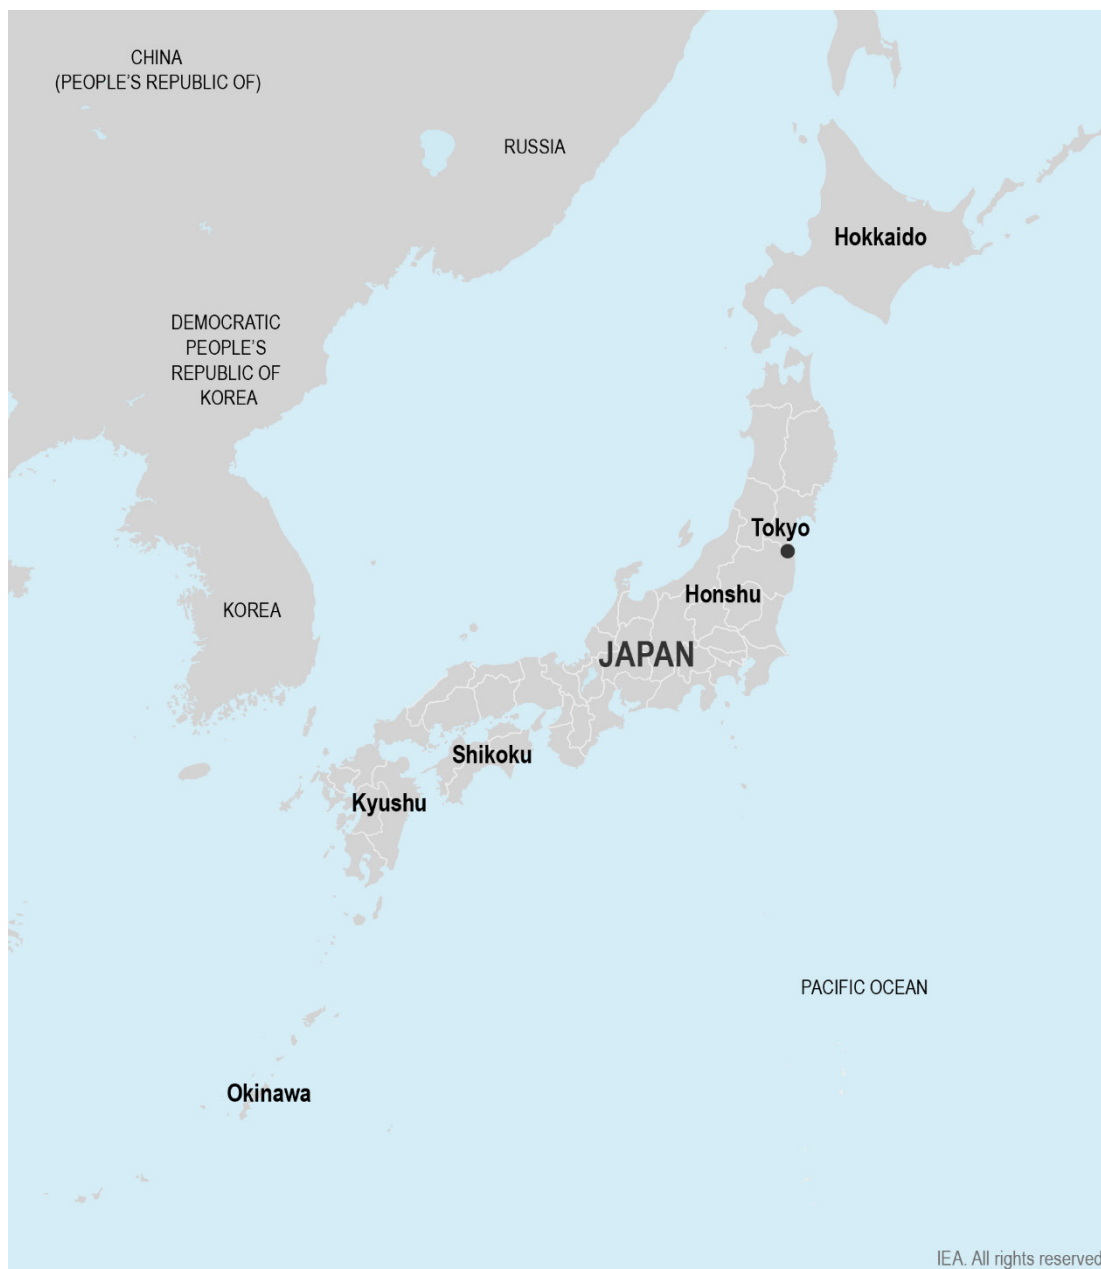 CHINA
(PEOPLE'S REPUBLIC OF)
RUSSIA
Hokkaido
DEMOCRATIC
PEOPLE'S
REPUBLIC OF
KOREA
Tokyo
Honshu
KOREA
JAPAN
Shikoku
Kyushu
PACIFIC OCEAN
Okinawa
IEA. All rights reserved